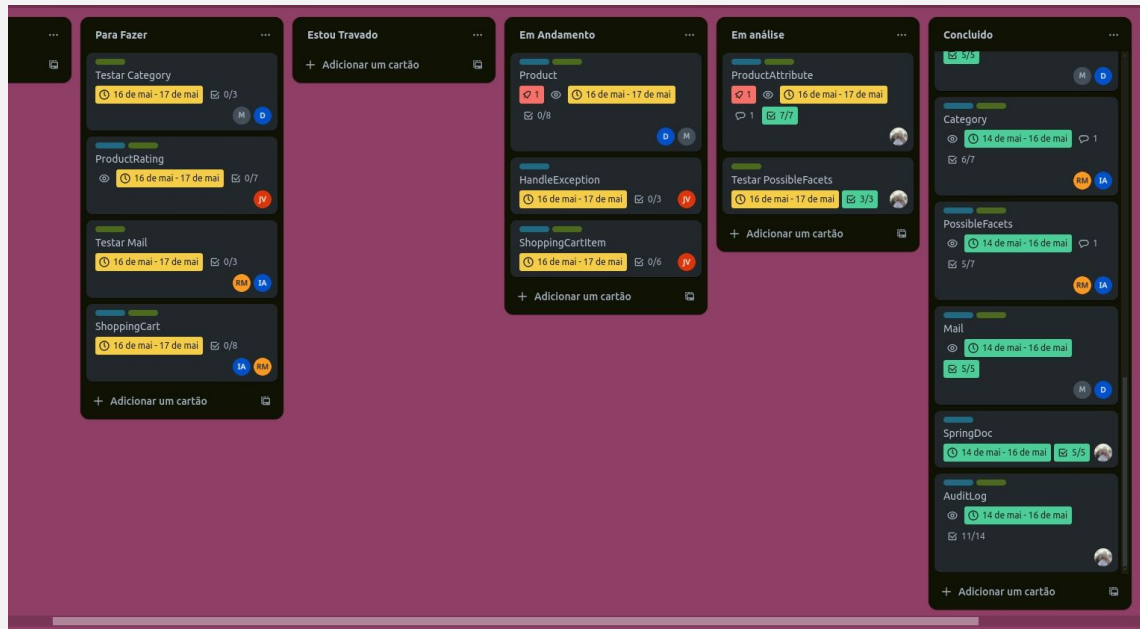 Para Fazer
Testar Category
16 de mai - 17 de mai 0/3
M D
ProductRating
16 de mai - 17 de mai 0/7
JV
Testar Mail
16 de mai - 17 de mai 0/3
RM IA
ShoppingCart
16 de mai - 17 de mai 0/8
IA RM
+ Adicionar um cartão
Estou Travado
+ Adicionar um cartão
Em Andamento
Product
1 16 de mai - 17 de mai
0/8
D M
HandleException
16 de mai - 17 de mai 0/3 JV
ShoppingCartItem
16 de mai - 17 de mai 0/6 JV
+ Adicionar um cartão
Em análise
ProductAttribute
1 16 de mai - 17 de mai
1 7/7
Testar PossibleFacets
16 de mai - 17 de mai 3/3
+ Adicionar um cartão
Concluido
5/5
M D
Category
14 de mai - 16 de mai 1
6/7
RM IA
PossibleFacets
14 de mai - 16 de mai 1
5/7
RM IA
Mail
14 de mai - 16 de mai
5/5
M D
SpringDoc
14 de mai - 16 de mai 5/5
AuditLog
14 de mai - 16 de mai
11/14
+ Adicionar um cartão